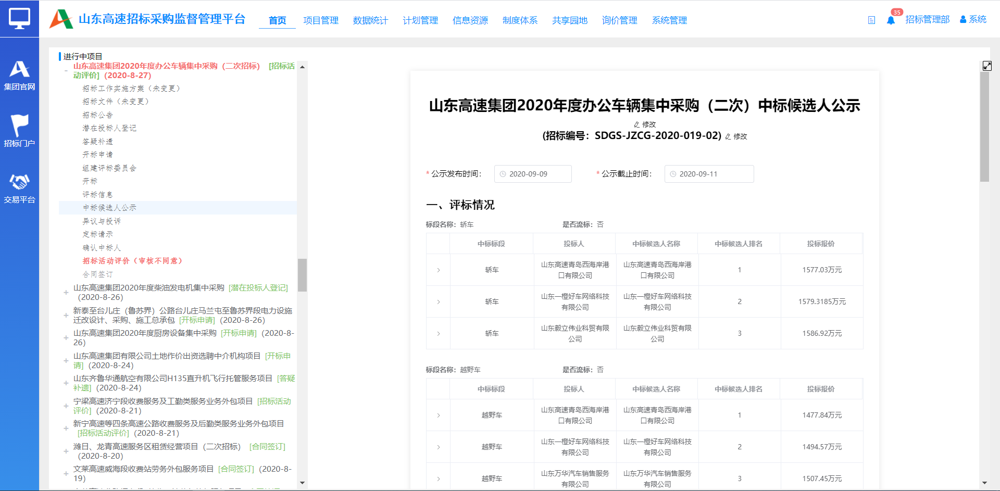 山东高速招标采购监督管理平台
首页 项目管理 数据统计 计划管理 信息资源 制度体系 共享园地 询价管理 系统管理
35
招标管理部 系统
集团官网
招标门户
交易平台
进行中项目
山东高速集团2020年度办公车辆集中采购（二次招标） [招标活
动评价]（2020-8-27）
招标工作实施方案（未变更）
招标文件（未变更）
招标公告
潜在投标人登记
答疑补遗
开标申请
组建评标委员会
开标
评标信息
中标候选人公示
异议与投诉
定标请示
确认中标人
招标活动评价（审核不同意）
合同签订
山东高速集团2020年度柴油发电机集中采购 [潜在投标人登记]
（2020-8-26）
新泰至台儿庄（鲁苏界）公路台儿庄马兰屯至鲁苏界段电力设施
迁改设计、采购、施工总承包 [开标申请]（2020-8-26）
山东高速集团2020年度厨房设备集中采购 [开标申请]（2020-8-
26）
山东高速集团有限公司土地作价出资选聘中介机构项目 [开标申
请]（2020-8-24）
山东齐鲁华通航空有限公司H135直升机飞行托管服务项目 [答疑
补遗]（2020-8-24）
宁梁高速济宁段收费服务及工勤类服务业务外包项目 [招标活动
评价]（2020-8-21）
新宁高速等四条高速公路收费服务及后勤类服务业务外包项目
[招标活动评价]（2020-8-21）
潍日、龙青高速服务区租赁经营项目（二次招标） [合同签订]
（2020-8-20）
文莱高速威海段收费站劳务外包服务项目 [合同签订]（2020-8-
19）
山东高速集团2020年度办公车辆集中采购（二次）中标候选人公示
修改
(招标编号：SDGS-JZCG-2020-019-02) 修改
* 公示发布时间： 2020-09-09 * 公示截止时间： 2020-09-11
一、评标情况
标段名称：轿车 是否流标：否
中标标段 投标人 中标候选人名称 中标候选人排名 投标报价
轿车 山东高速青岛西海岸港口有限公司 山东高速青岛西海岸港口有限公司 1 1577.03万元
轿车 山东一橙好车网络科技有限公司 山东一橙好车网络科技有限公司 2 1579.3185万元
轿车 山东毅立伟业科贸有限公司 山东毅立伟业科贸有限公司 3 1586.92万元
标段名称：越野车 是否流标：否
中标标段 投标人 中标候选人名称 中标候选人排名 投标报价
越野车 山东高速青岛西海岸港口有限公司 山东高速青岛西海岸港口有限公司 1 1477.84万元
越野车 山东一橙好车网络科技有限公司 山东一橙好车网络科技有限公司 2 1494.57万元
越野车 山东万华汽车销售服务有限公司 山东万华汽车销售服务有限公司 3 1507.45万元